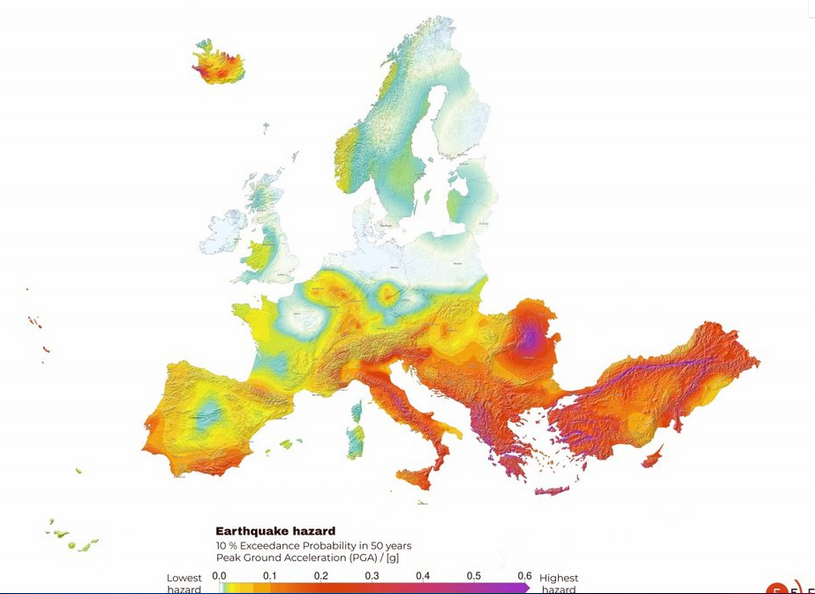 Earthquake hazard
10 % Exceedance Probability in 50 years
Peak Ground Acceleration (PGA) / [g]
Lowest hazard 0.0 0.1 0.2 0.3 0.4 0.5 0.6 Highest hazard